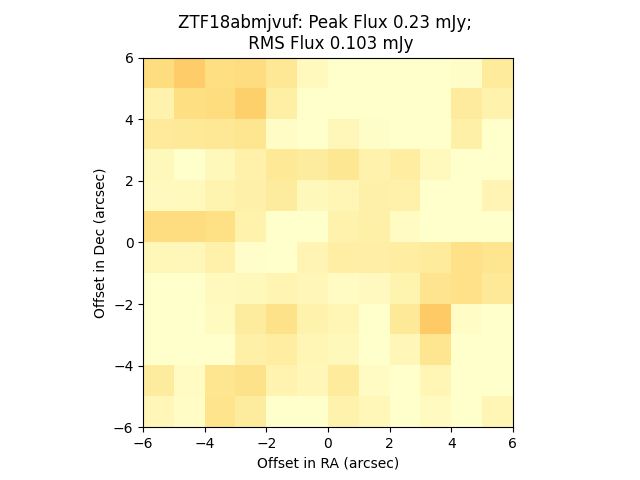 ZTF18abmjvuf: Peak Flux 0.23 mJy;
RMS Flux 0.103 mJy
6
4
2
0
−2
−4
−6
Offset in Dec (arcsec)
−6 −4 −2 0 2 4 6
Offset in RA (arcsec)